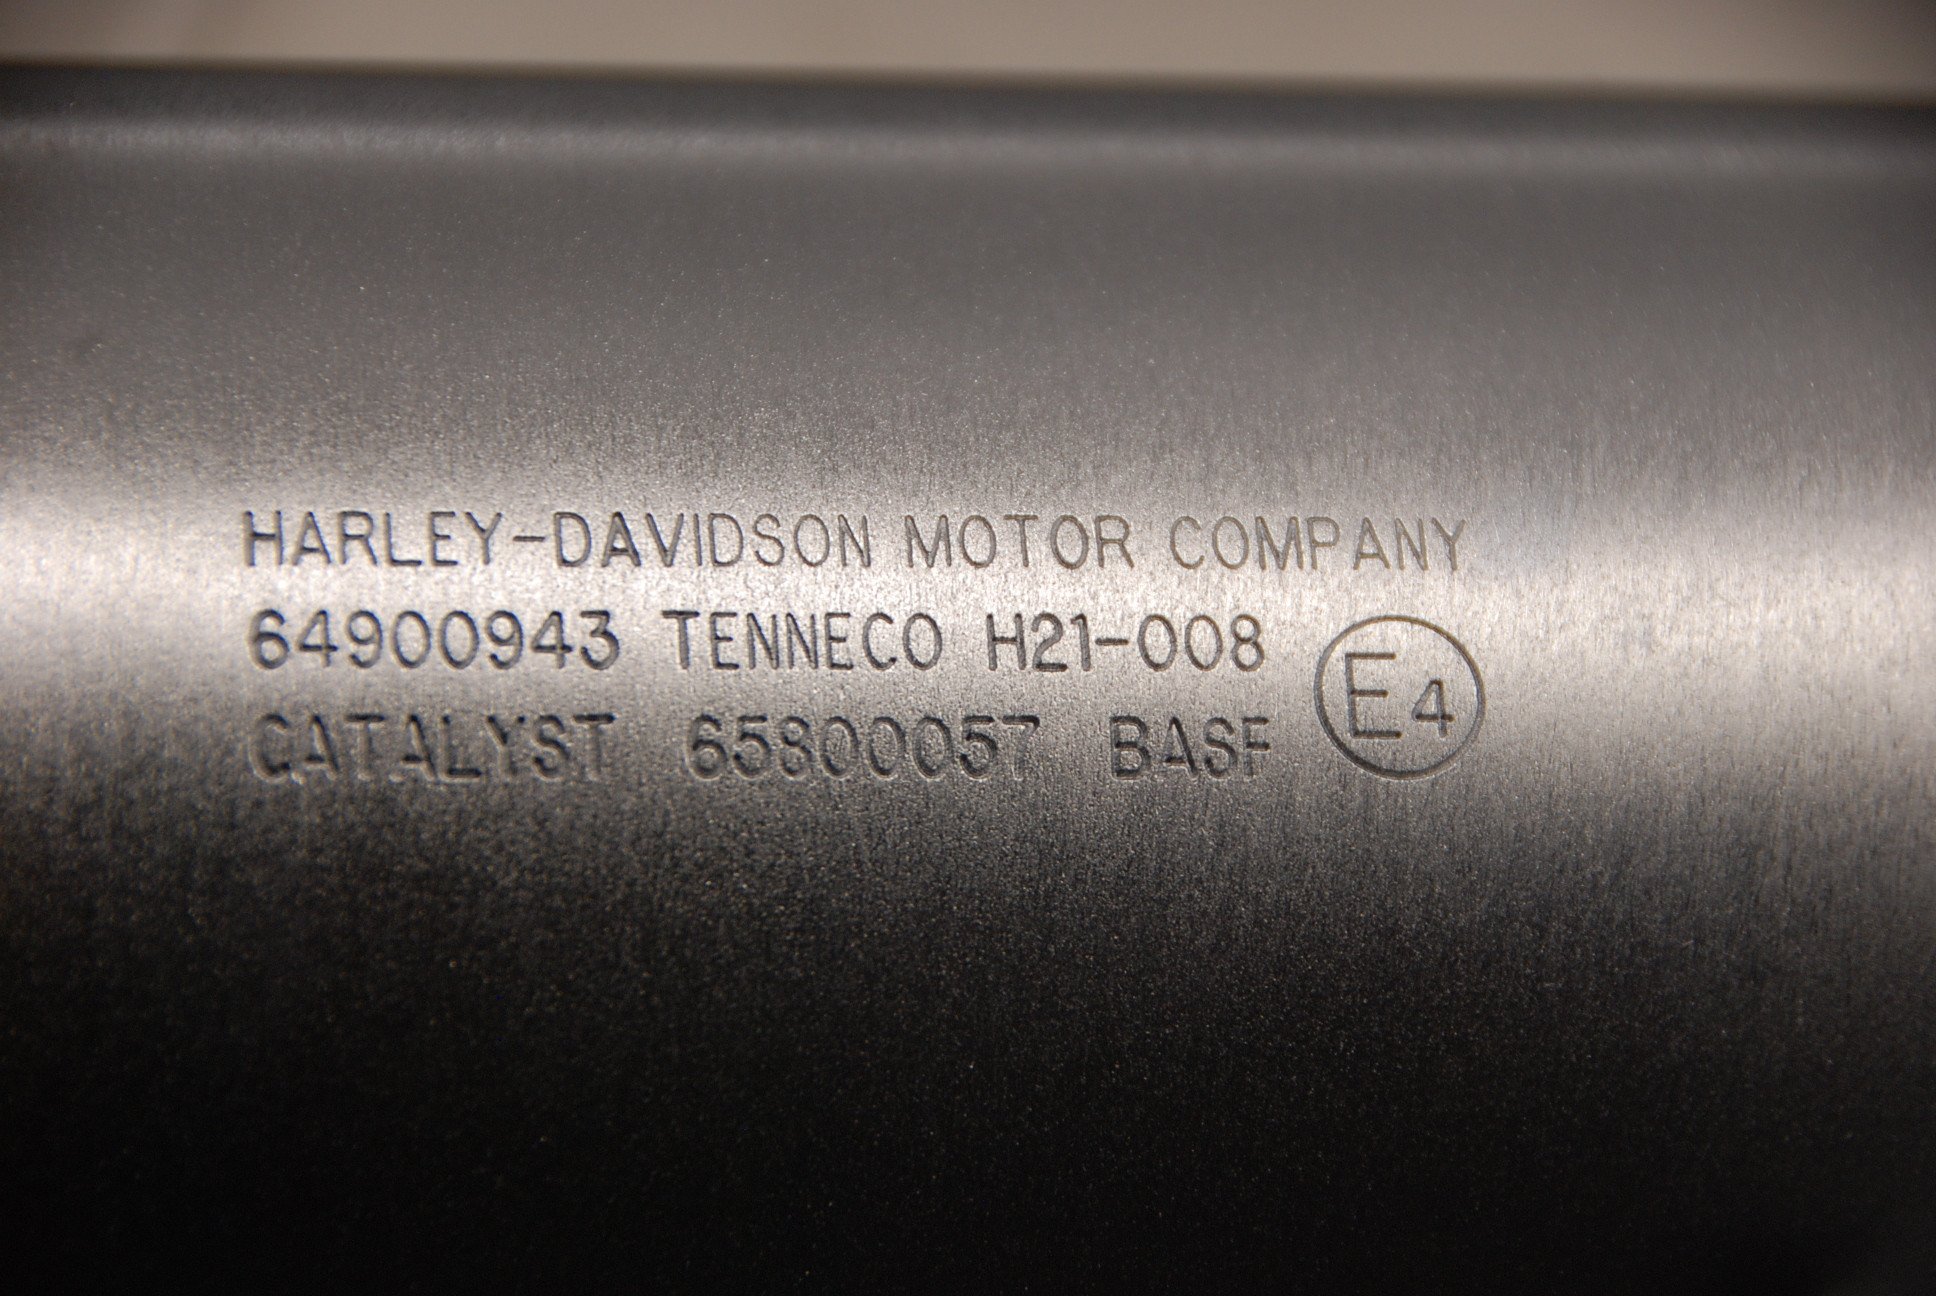 HARLEY-DAVIDSON MOTOR COMPANY
64900943 TENNECO H21-008
E4
CATALYST 65800057 BASF